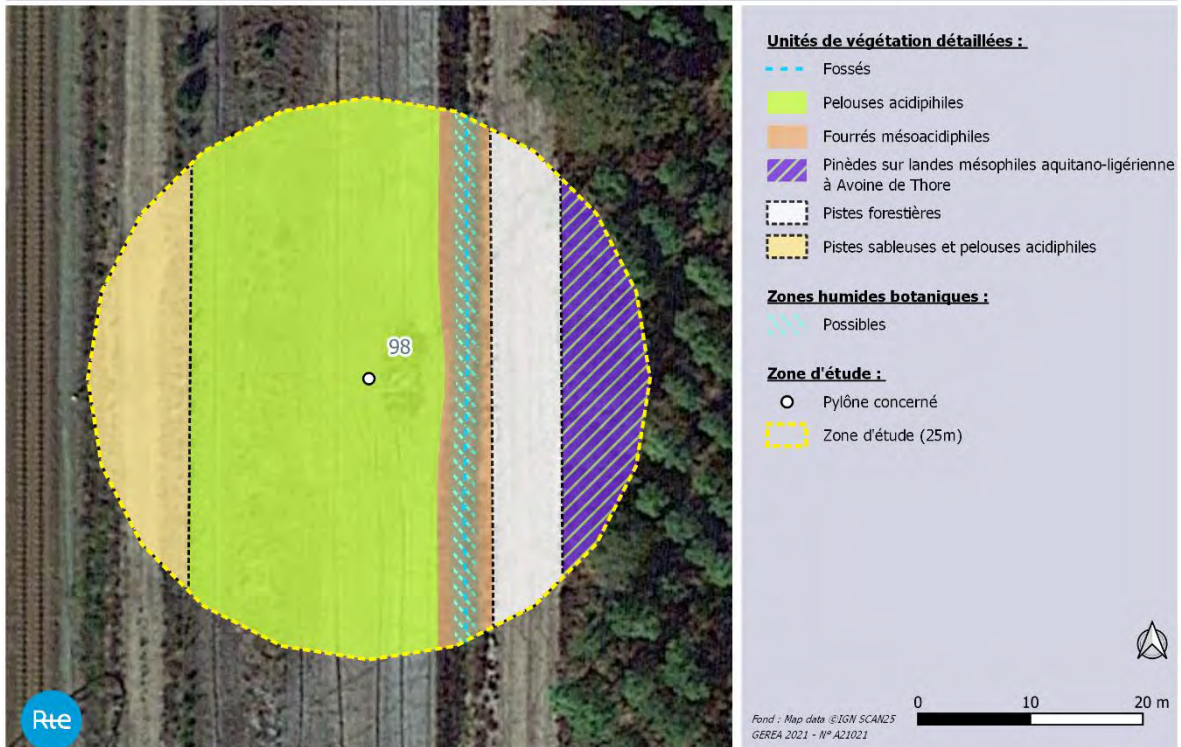 98
Rte
Unités de végétation détaillées :
Fossés
Pelouses acidipihiles
Fourrés mésoacidiphiles
Pinèdes sur landes mésophiles aquitano-ligérienne
à Avoine de Thore
Pistes forestières
Pistes sableuses et pelouses acidiphiles
Zones humides botaniques :
Possibles
Zone d'étude :
Pylône concerné
Zone d'étude (25m)
0 10 20 m
Fond : Map data ©IGN SCAN25
GEREA 2021 - N° A21021